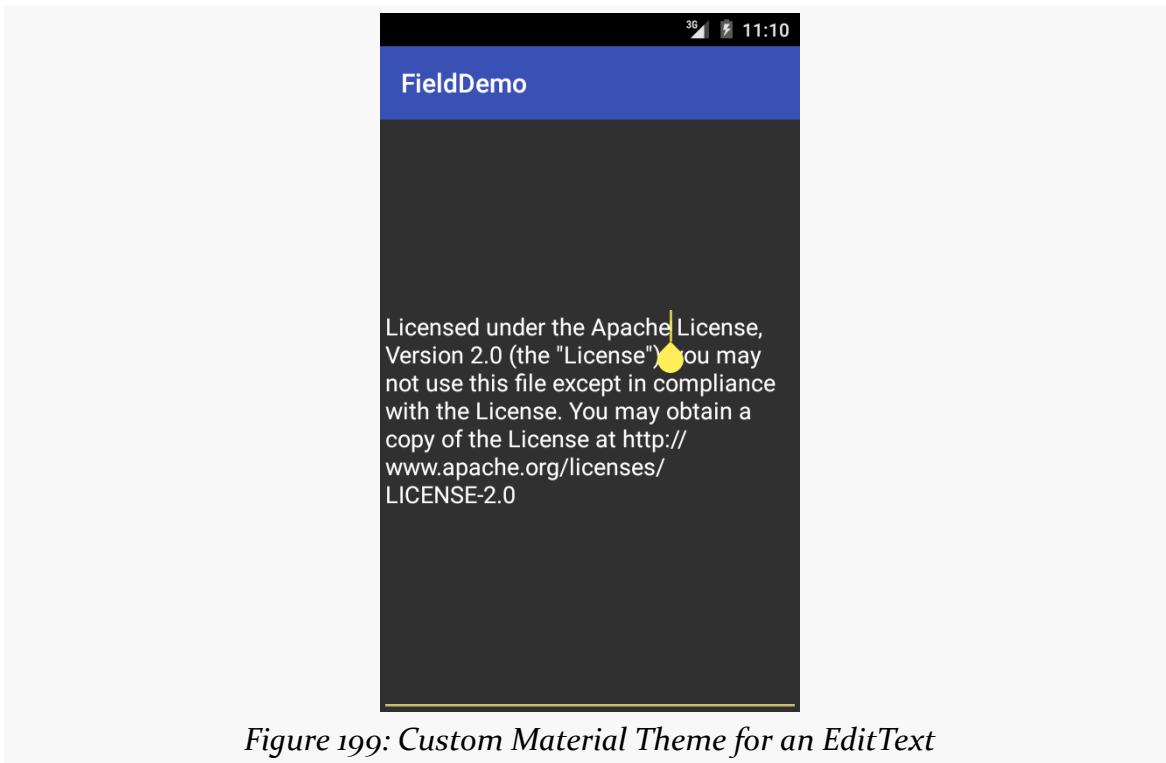 3G 11:10
FieldDemo
Licensed under the Apache License,
Version 2.0 (the "License") you may
not use this file except in compliance
with the License. You may obtain a
copy of the License at http://
www.apache.org/licenses/
LICENSE-2.0
Figure 199: Custom Material Theme for an EditText